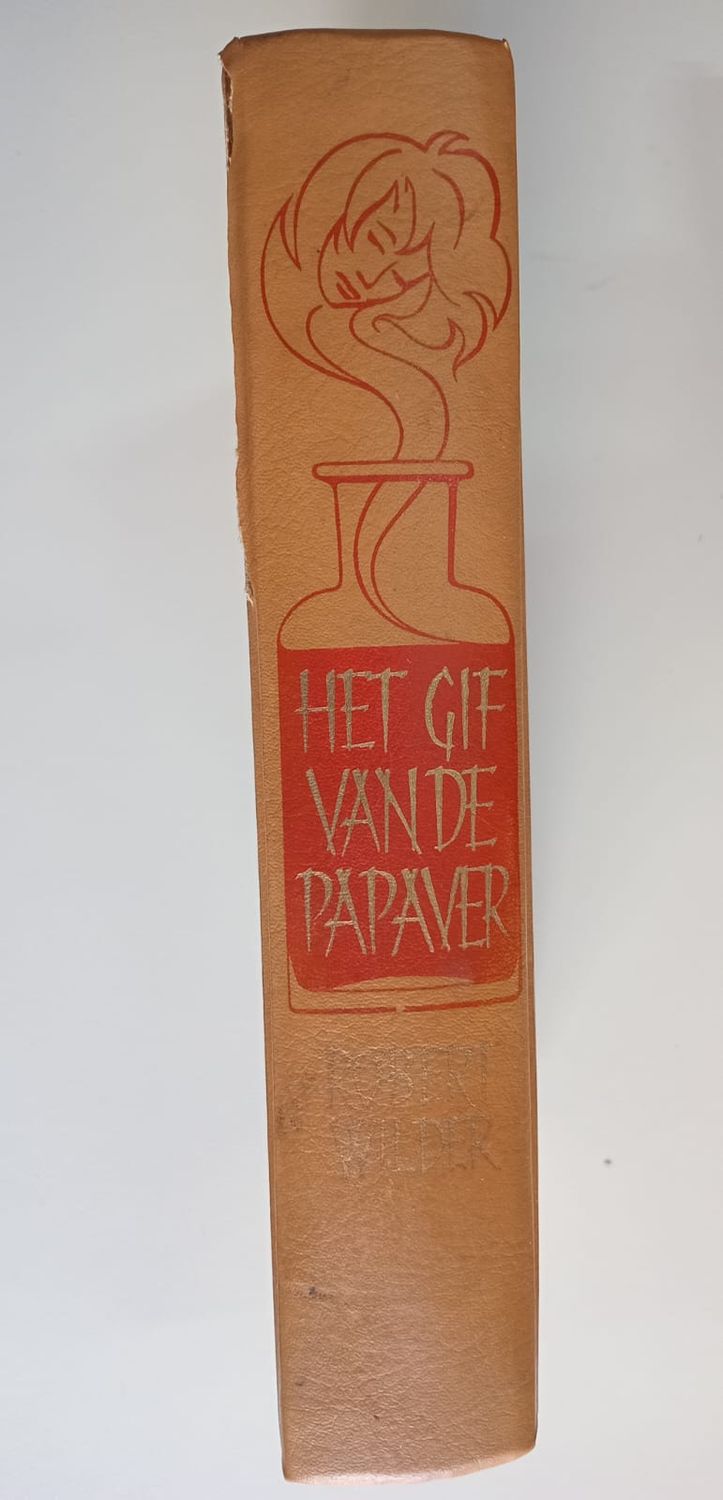 HET GIF
VAN DE
PAPAVER
ROBERT
WILDER